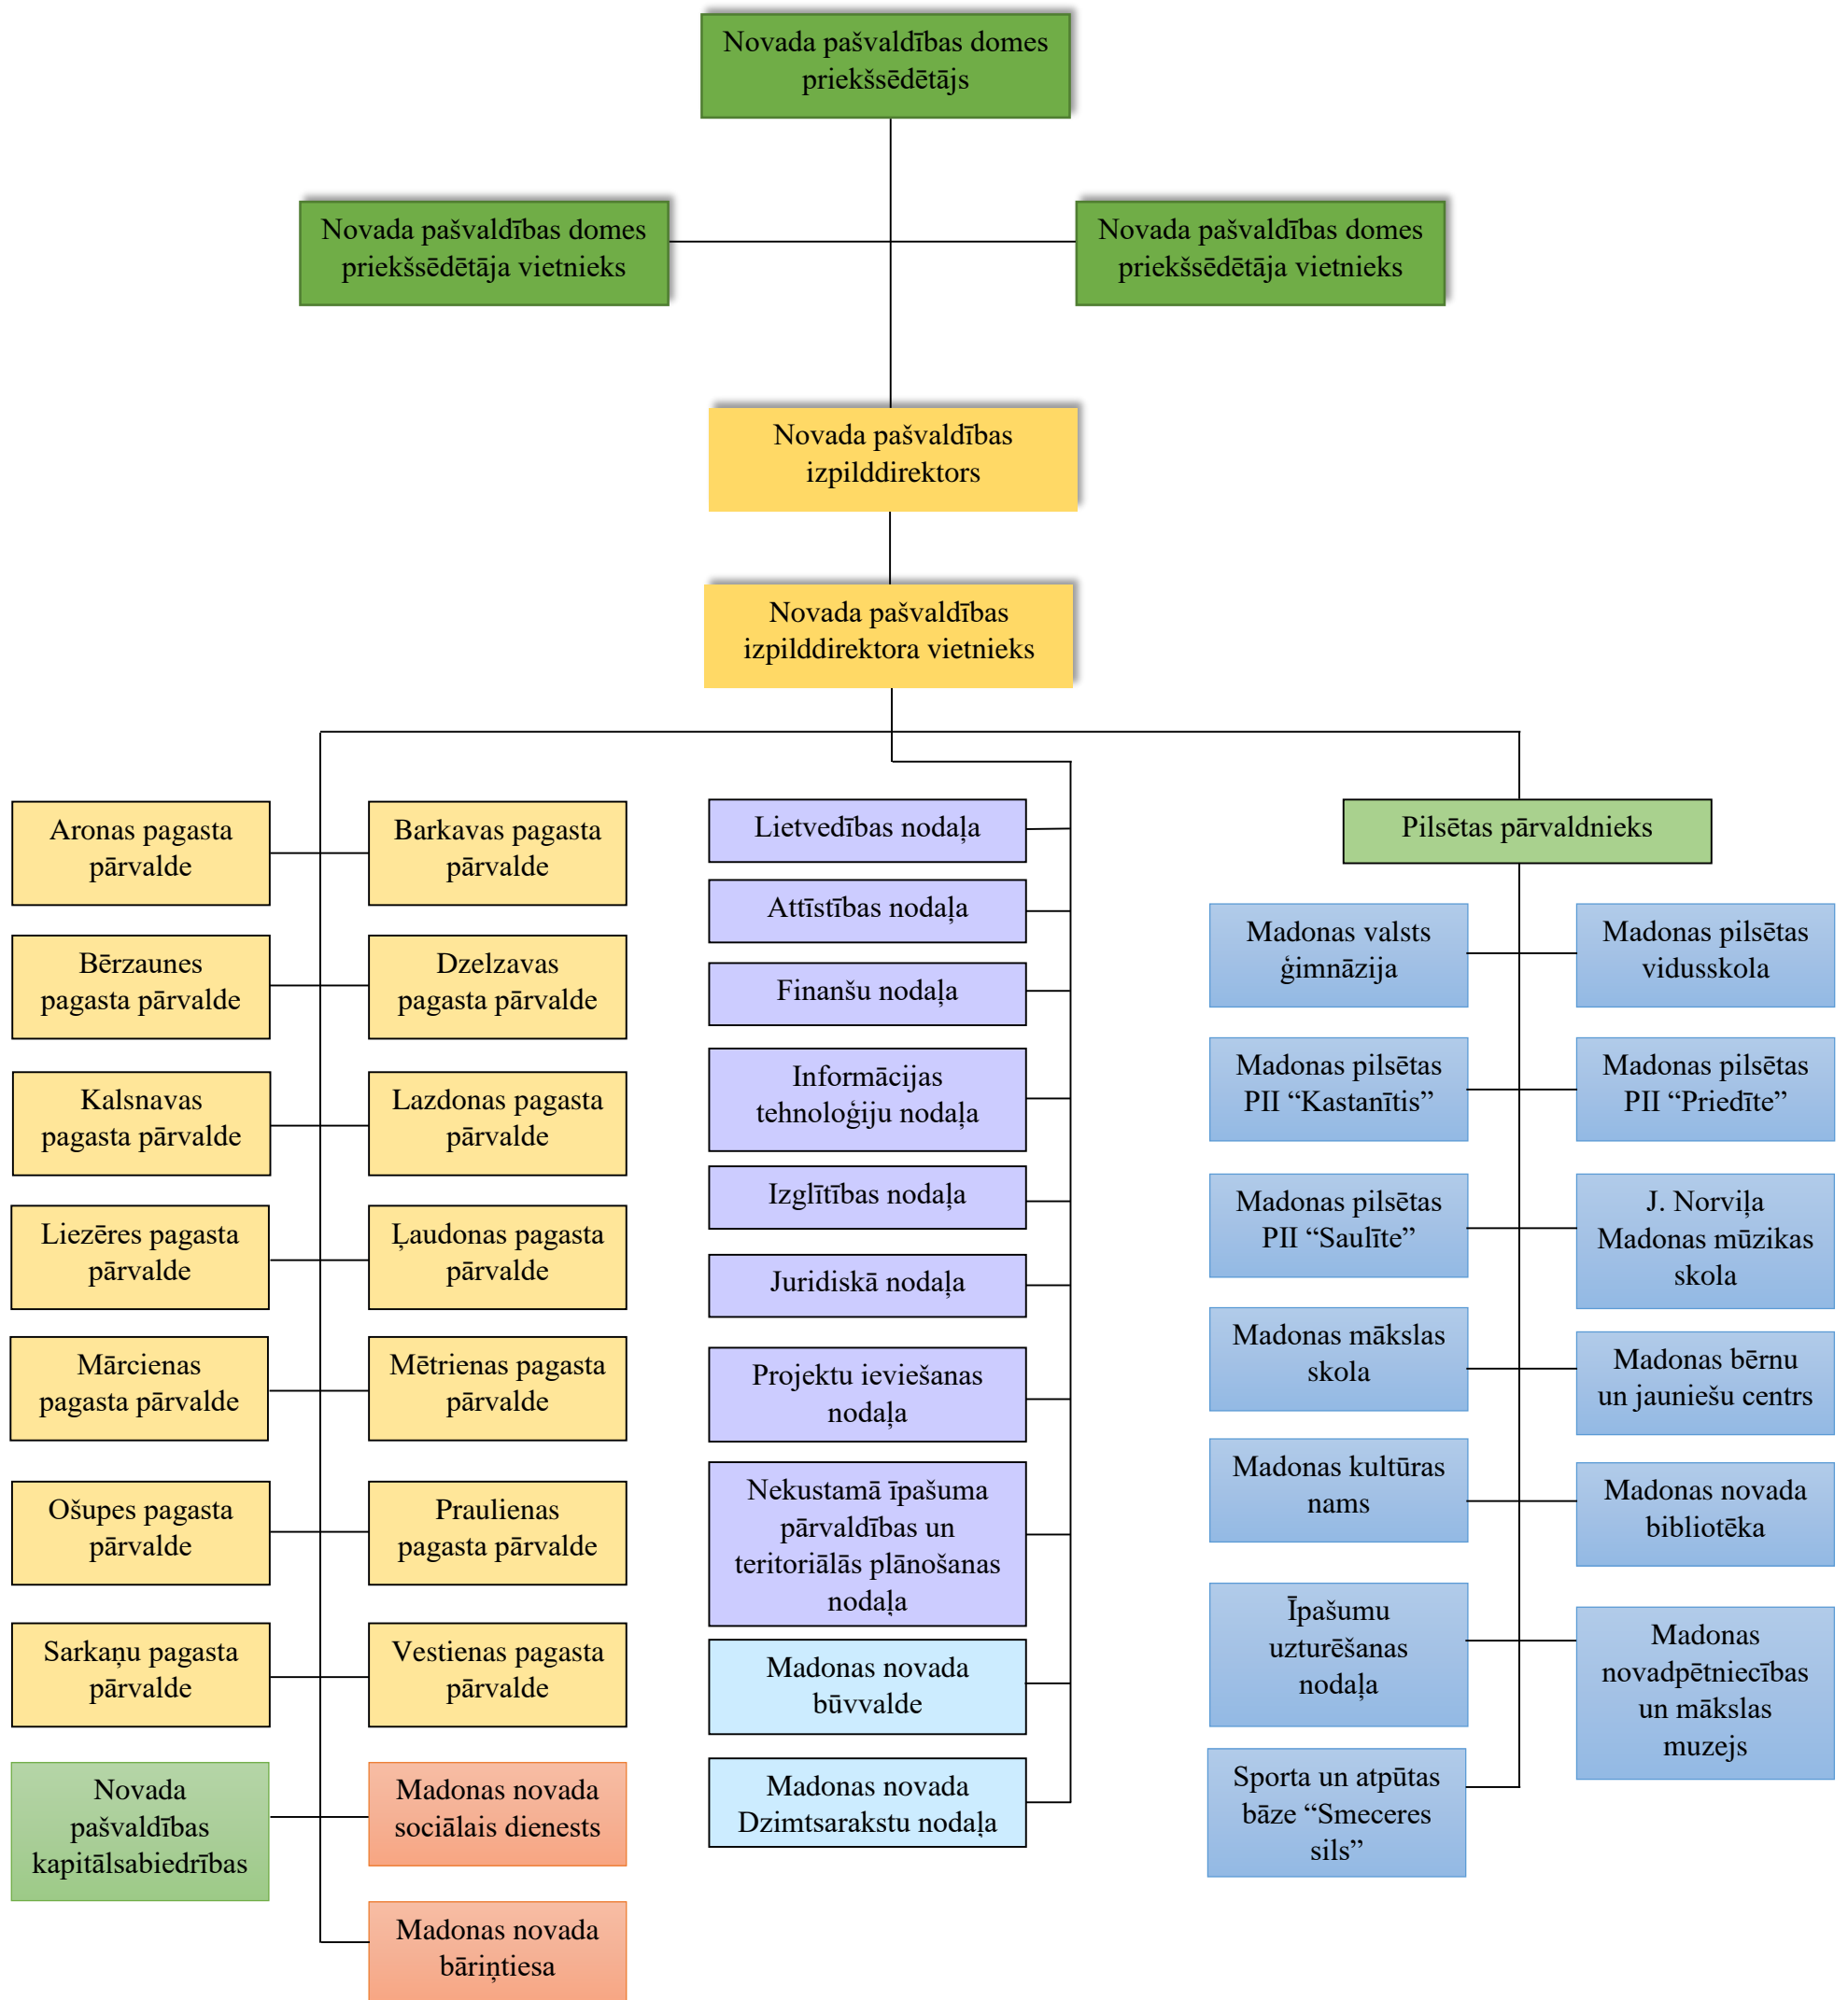 Novada pašvaldības domes
priekšsēdētājs
Novada pašvaldības domes
priekšsēdētāja vietnieks
Novada pašvaldības domes
priekšsēdētāja vietnieks
Novada pašvaldības
izpilddirektors
Novada pašvaldības
izpilddirektora vietnieks
Aronas pagasta
pārvalde
Barkavas pagasta
pārvalde
Bērzaunes
pagasta pārvalde
Dzelzavas
pagasta pārvalde
Kalsnavas
pagasta pārvalde
Lazdonas pagasta
pārvalde
Liezēres pagasta
pārvalde
Ļaudonas pagasta
pārvalde
Mārcienas
pagasta pārvalde
Mētrienas pagasta
pārvalde
Ošupes pagasta
pārvalde
Praulienas
pagasta pārvalde
Sarkaņu pagasta
pārvalde
Vestienas pagasta
pārvalde
Novada
pašvaldības
kapitālsabiedrības
Madonas novada
sociālais dienests
Madonas novada
bāriņtiesa
Lietvedības nodaļa
Attīstības nodaļa
Finanšu nodaļa
Informācijas
tehnoloģiju nodaļa
Izglītības nodaļa
Juridiskā nodaļa
Projektu ieviešanas
nodaļa
Nekustamā īpašuma
pārvaldības un
teritoriālās plānošanas
nodaļa
Madonas novada
būvvalde
Madonas novada
Dzimtsarakstu nodaļa
Pilsētas pārvaldnieks
Madonas valsts
ģimnāzija
Madonas pilsētas
vidusskola
Madonas pilsētas
PII “Kastanītis”
Madonas pilsētas
PII “Priedīte”
Madonas pilsētas
PII “Saulīte”
J. Norviļa
Madonas mūzikas
skola
Madonas mākslas
skola
Madonas bērnu
un jauniešu centrs
Madonas kultūras
nams
Madonas novada
bibliotēka
Īpašumu
uzturēšanas
nodaļa
Madonas
novadpētniecības
un mākslas
muzejs
Sporta un atpūtas
bāze “Smeceres
sils”